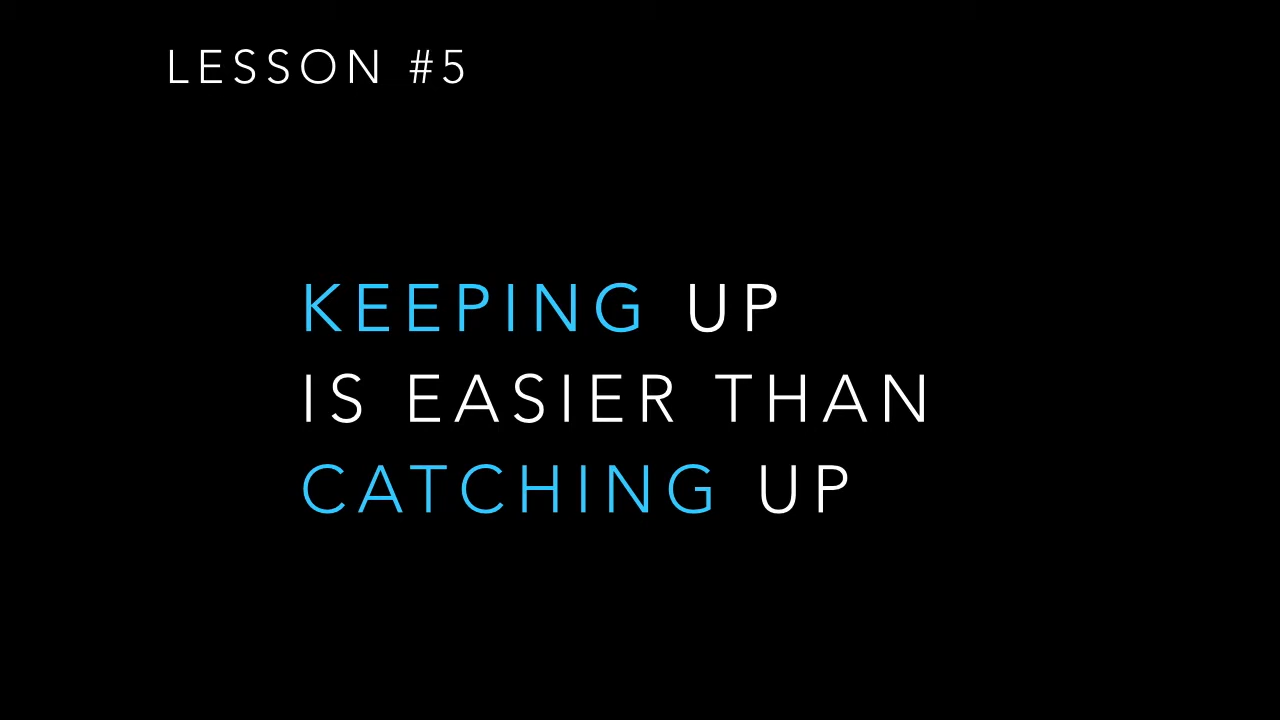 LESSON #5
KEEPING UP
IS EASIER THAN
CATCHING UP